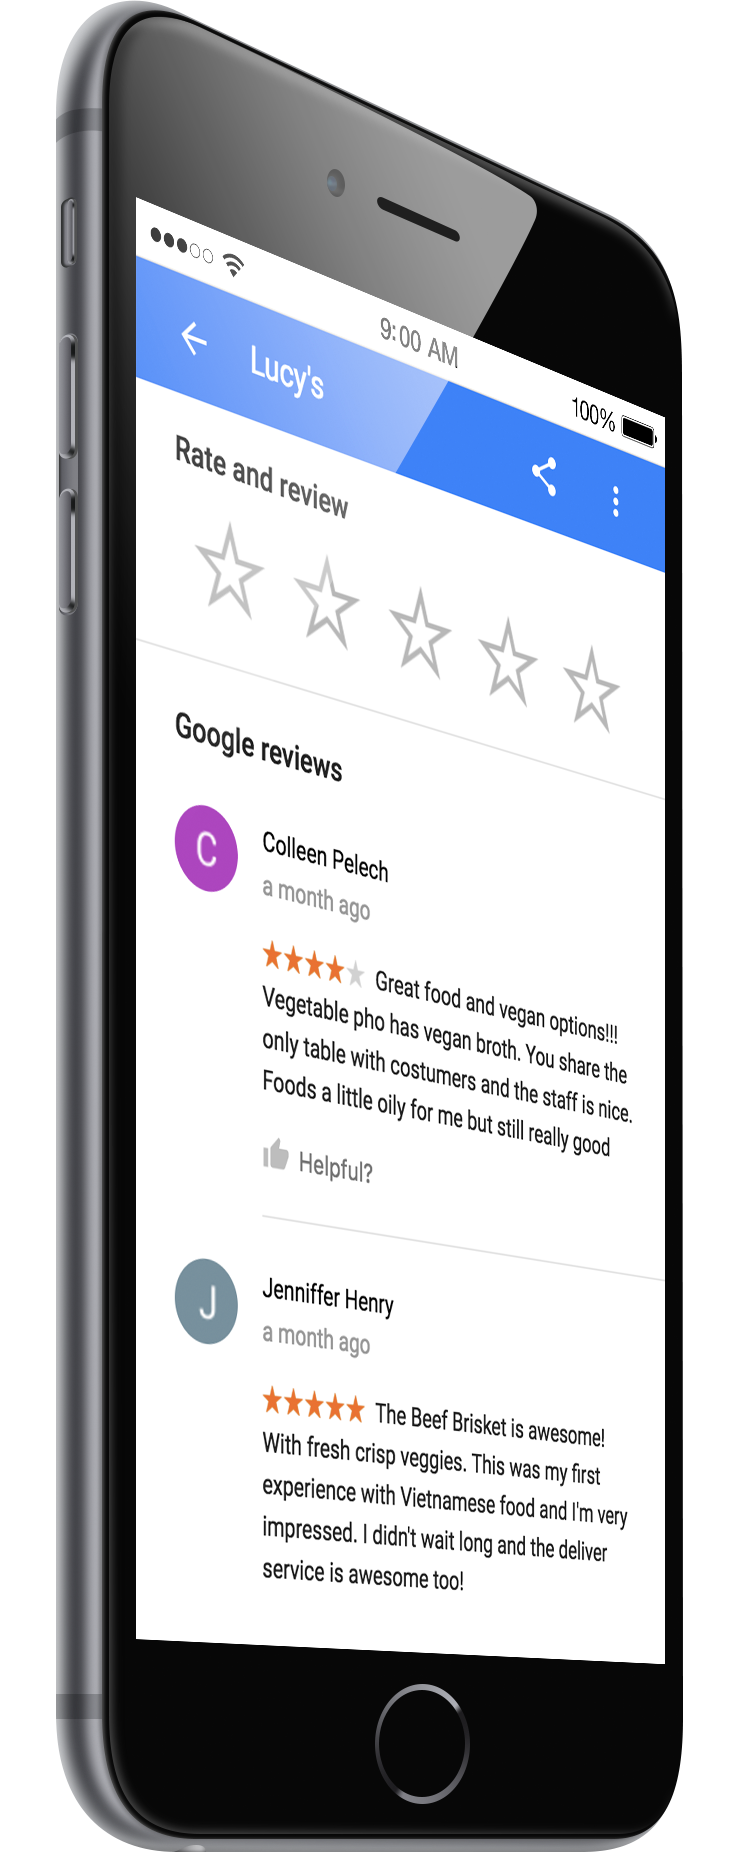 9:00 AM
100%
Lucy's
Rate and review
Google reviews
C
Colleen Pelech
a month ago
Great food and vegan options!!!
Vegetable pho has vegan broth. You share the
only table with costumers and the staff is nice.
Foods a little oily for me but still really good
Helpful?
J
Jenniffer Henry
a month ago
The Beef Brisket is awesome!
With fresh crisp veggies. This was my first
experience with Vietnamese food and I'm very
impressed. I didn't wait long and the deliver
service is awesome too!